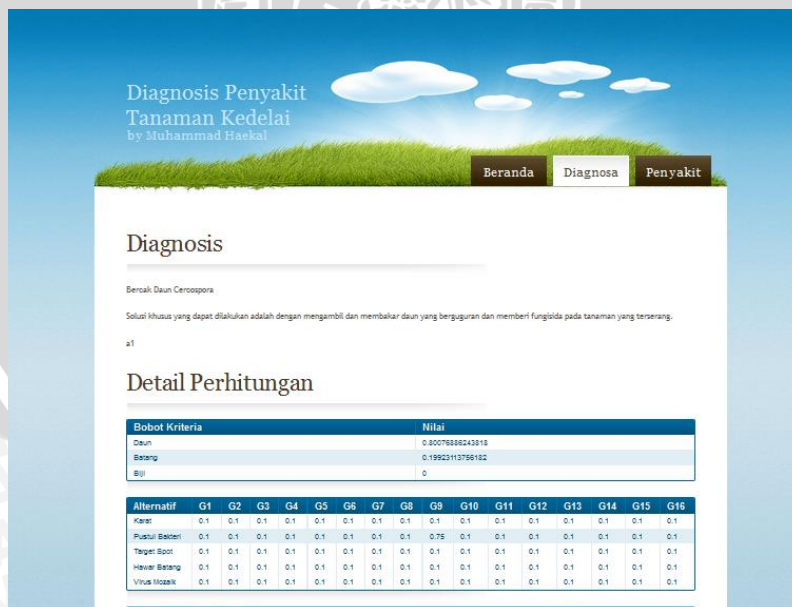 Diagnosis Penyakit
Tanaman Kedelai
by Muhammad Haekal
Beranda Diagnosa Penyakit
Diagnosis
Bercak Daun Cercospora
Solusi khusus yang dapat dilakukan adalah dengan mengambil dan membakar daun yang berguguran dan memberi fungisida pada tanaman yang terserang.
a1
Detail Perhitungan
Bobot Kriteria Nilai
Daun 0.80076886243818
Batang 0.19923113756182
Biji 0
Alternatif G1 G2 G3 G4 G5 G6 G7 G8 G9 G10 G11 G12 G13 G14 G15 G16
Karat 0.1 0.1 0.1 0.1 0.1 0.1 0.1 0.1 0.1 0.1 0.1 0.1 0.1 0.1 0.1 0.1
Pustul Bakteri 0.1 0.1 0.1 0.1 0.1 0.1 0.1 0.1 0.75 0.1 0.1 0.1 0.1 0.1 0.1 0.1
Target Spot 0.1 0.1 0.1 0.1 0.1 0.1 0.1 0.1 0.1 0.1 0.1 0.1 0.1 0.1 0.1 0.1
Hawar Batang 0.1 0.1 0.1 0.1 0.1 0.1 0.1 0.1 0.1 0.1 0.1 0.1 0.1 0.1 0.1 0.1
Virus Mozaik 0.1 0.1 0.1 0.1 0.1 0.1 0.1 0.1 0.1 0.1 0.1 0.1 0.1 0.1 0.1 0.1